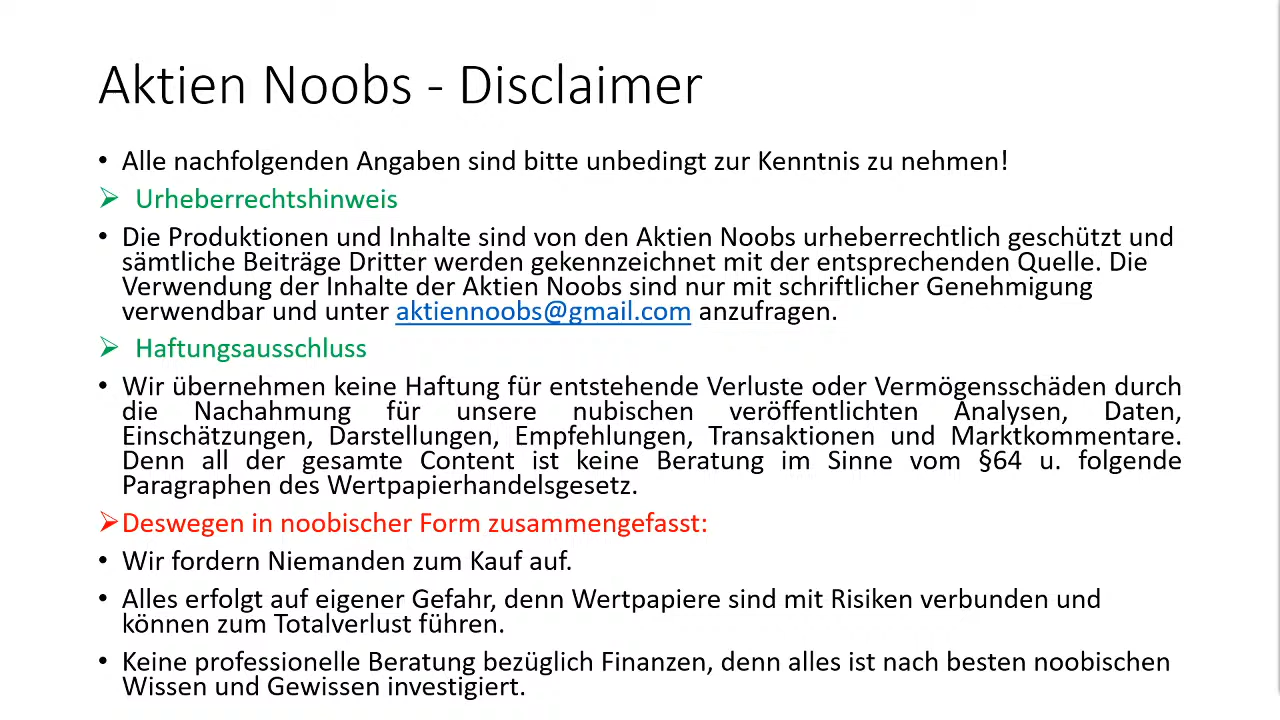 Aktien Noobs - Disclaimer
• Alle nachfolgenden Angaben sind bitte unbedingt zur Kenntnis zu nehmen!
➢ Urheberrechtshinweis
• Die Produktionen und Inhalte sind von den Aktien Noobs urheberrechtlich geschützt und
sämtliche Beiträge Dritter werden gekennzeichnet mit der entsprechenden Quelle. Die
Verwendung der Inhalte der Aktien Noobs sind nur mit schriftlicher Genehmigung
verwendbar und unter aktiennoobs@gmail.com anzufragen.
➢ Haftungsausschluss
• Wir übernehmen keine Haftung für entstehende Verluste oder Vermögensschäden durch
die Nachahmung für unsere nubischen veröffentlichten Analysen, Daten,
Einschätzungen, Darstellungen, Empfehlungen, Transaktionen und Marktkommentare.
Denn all der gesamte Content ist keine Beratung im Sinne vom §64 u. folgende
Paragraphen des Wertpapierhandelsgesetz.
➢Deswegen in noobischer Form zusammengefasst:
• Wir fordern Niemanden zum Kauf auf.
• Alles erfolgt auf eigener Gefahr, denn Wertpapiere sind mit Risiken verbunden und
können zum Totalverlust führen.
• Keine professionelle Beratung bezüglich Finanzen, denn alles ist nach besten noobischen
Wissen und Gewissen investigiert.